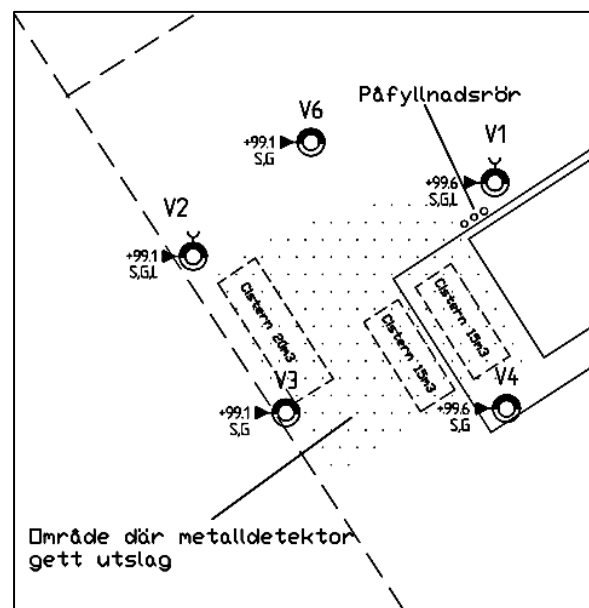 Påfyllnadsrör
V6
+99.1
S,G
V1
+99.6
S,G,L
V2
+99.1
S,G,L
Cistern 20m3
Cistern 15m3
Cistern 15m3
V3
+99.1
S,G
V4
+99.6
S,G
Område där metalldetektor
gett utslag